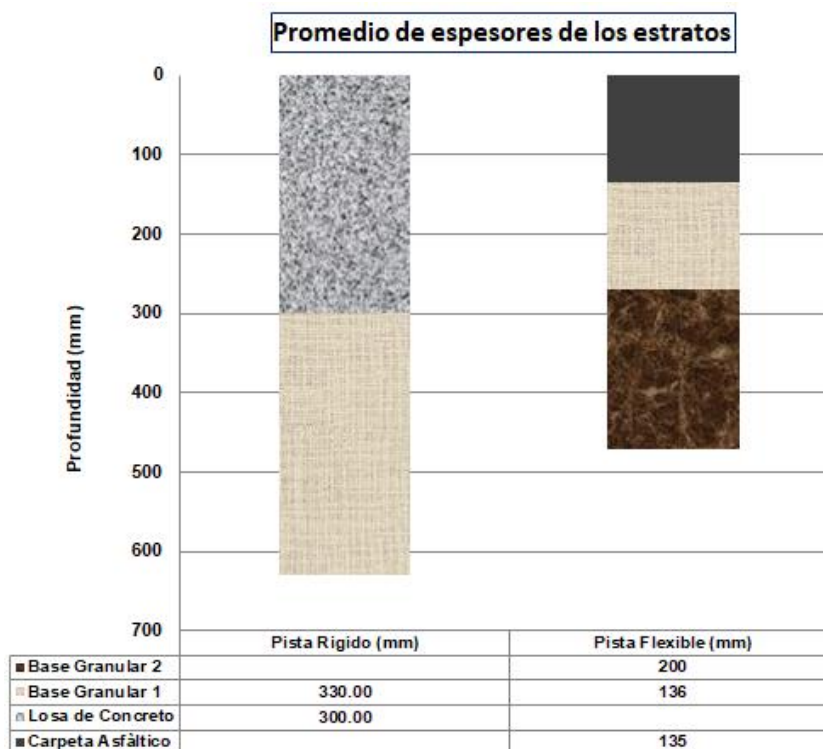 Promedio de espesores de los estratos
0
100
200
300
400
500
600
700
Profundidad (mm)
Pista Rigido (mm) Pista Flexible (mm)
Base Granular 2 200
Base Granular 1 330.00 136
Losa de Concreto 300.00
Carpeta Asfàltico 135